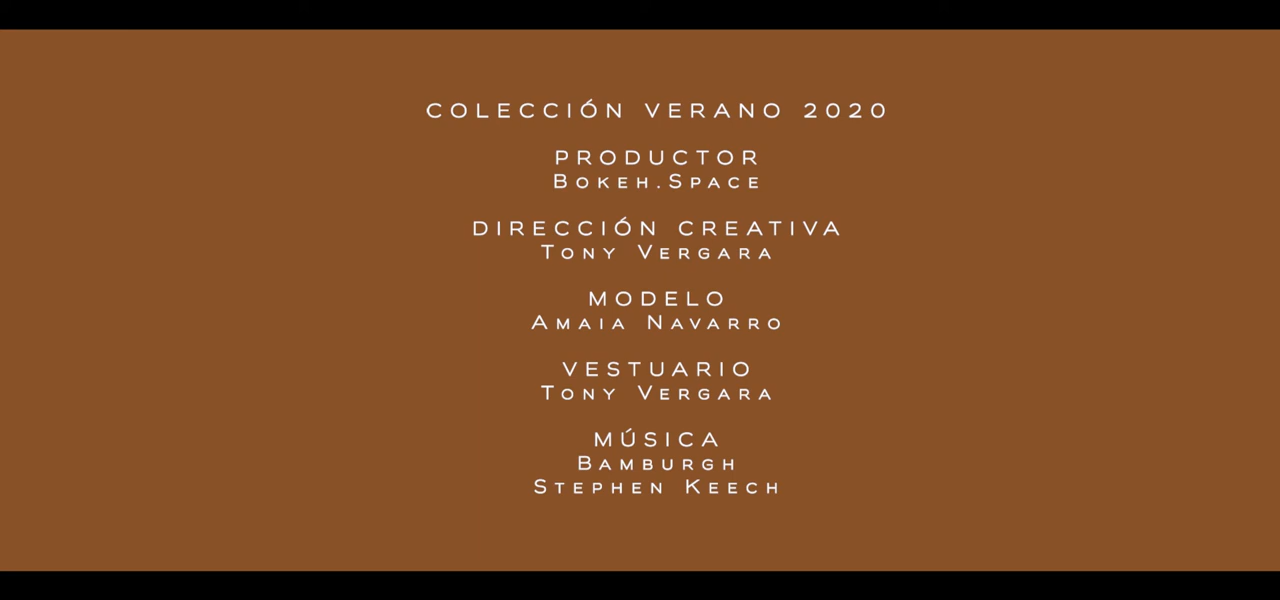 COLECCIÓN VERANO 2020
PRODUCTOR
Bokeh.Space
DIRECCIÓN CREATIVA
Tony Vergara
MODELO
Amaia Navarro
VESTUARIO
Tony Vergara
MÚSICA
Bamburgh
Stephen Keech